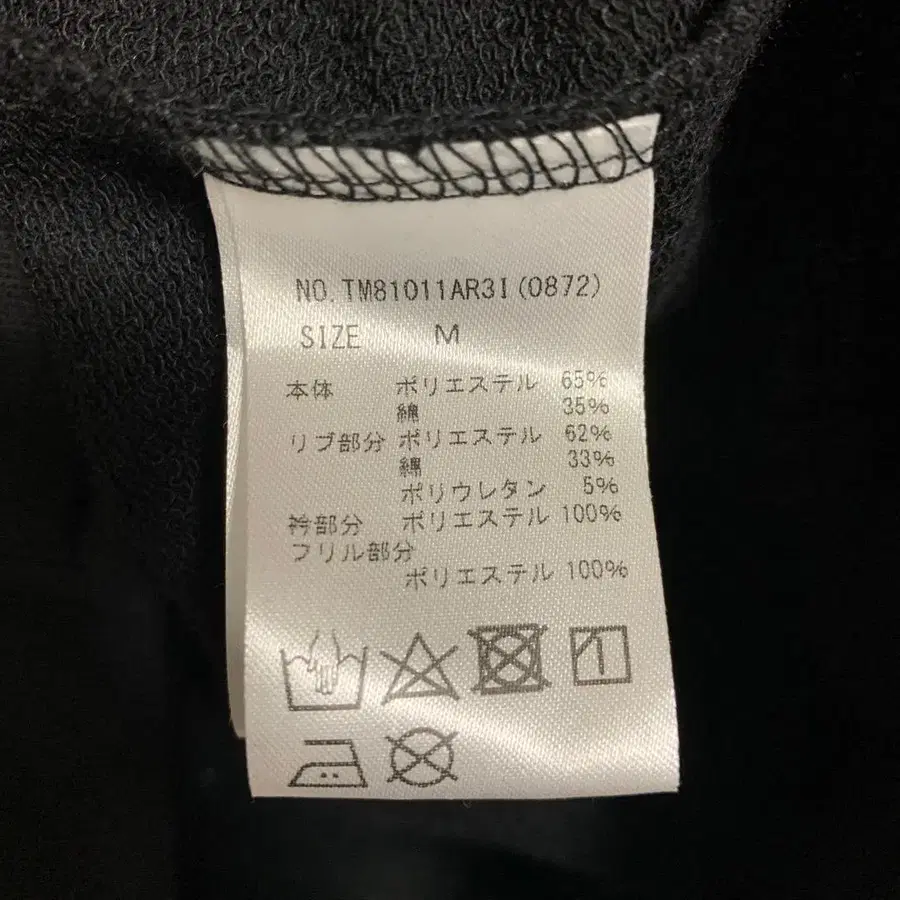 NO.TM81011AR3I(0872)
SIZE M
本体 ポリエステル 65%
綿 35%
リブ部分 ポリエステル 62%
綿 33%
ポリウレタン 5%
衿部分 ポリエステル 100%
フリル部分
ポリエステル 100%